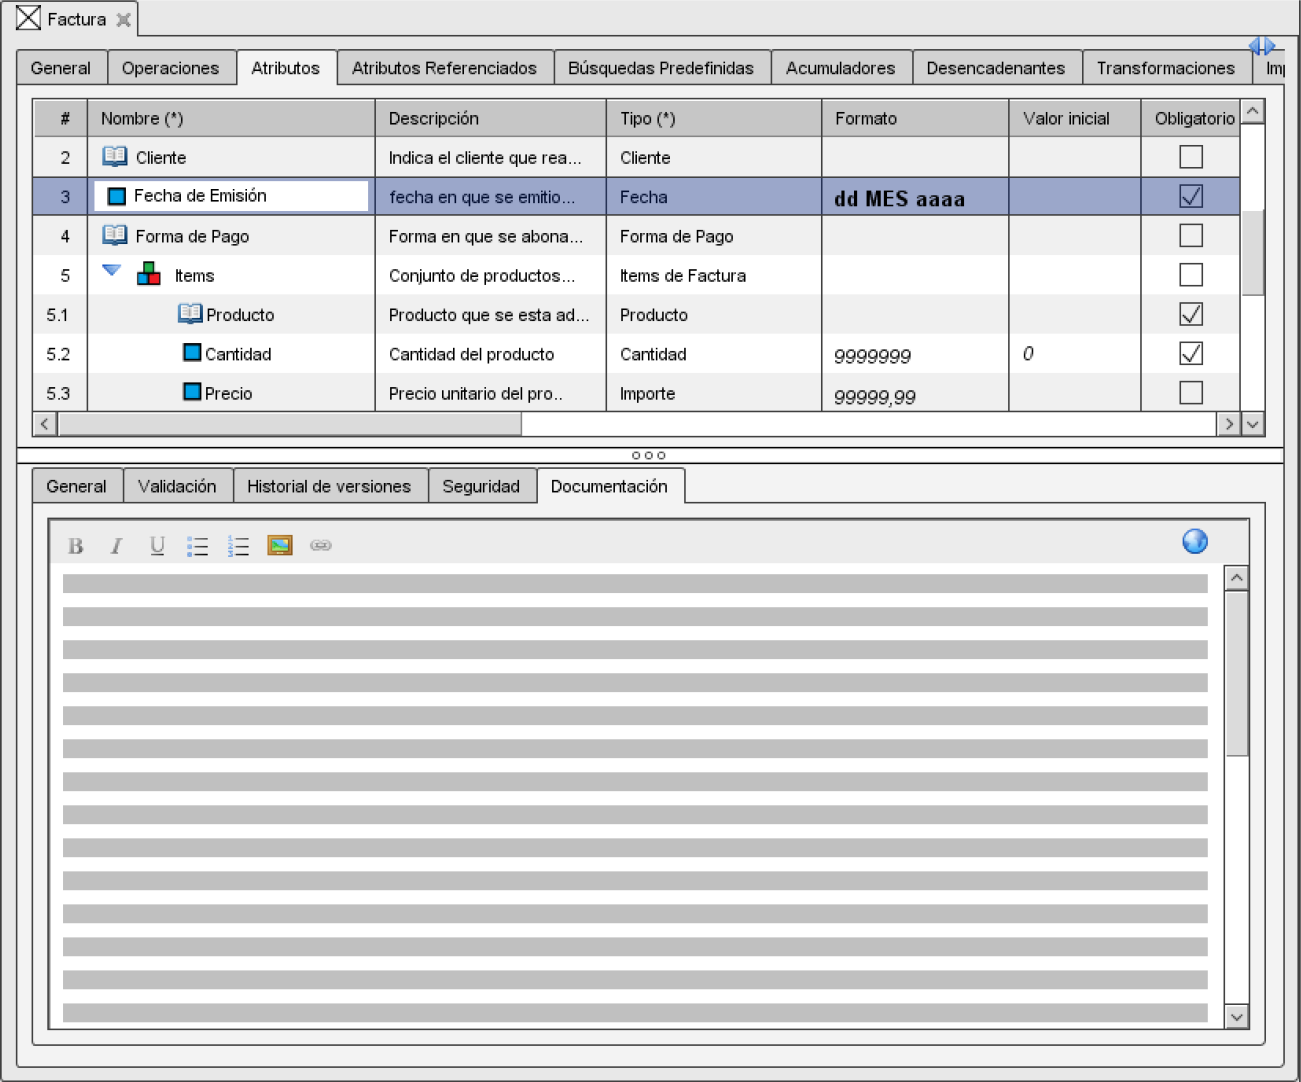 Factura
General Operaciones Atributos Atributos Referenciados Búsquedas Predefinidas Acumuladores Desencadenantes Transformaciones
# Nombre (*) Descripción Tipo (*) Formato Valor inicial Obligatorio
2 Cliente Indica el cliente que rea... Cliente
3 Fecha de Emisión fecha en que se emitio... Fecha dd MES aaaa
4 Forma de Pago Forma en que se abona... Forma de Pago
5 Items Conjunto de productos... Items de Factura
5.1 Producto Producto que se esta ad... Producto
5.2 Cantidad Cantidad del producto Cantidad 9999999 0
5.3 Precio Precio unitario del pro.. Importe 99999,99
General Validación Historial de versiones Seguridad Documentación
B I U